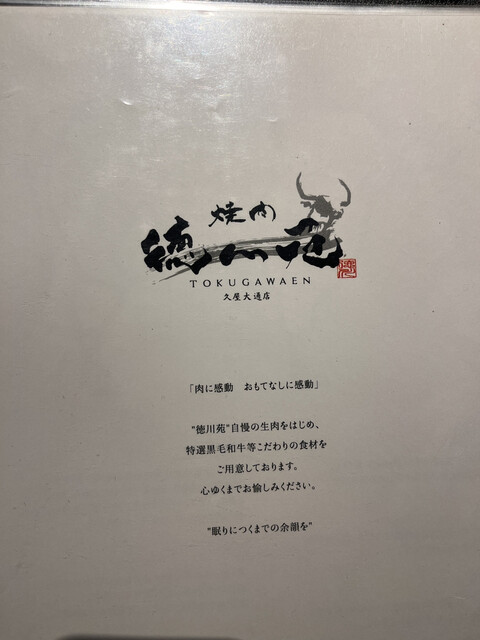 焼肉
徳川苑
TOKUGAWAEN
久屋大通店
「肉に感動　おもてなしに感動」
"徳川苑"自慢の生肉をはじめ、
特選黒毛和牛等こだわりの食材を
ご用意しております。
心ゆくまでお愉しみください。
"眠りにつくまでの余韻を"